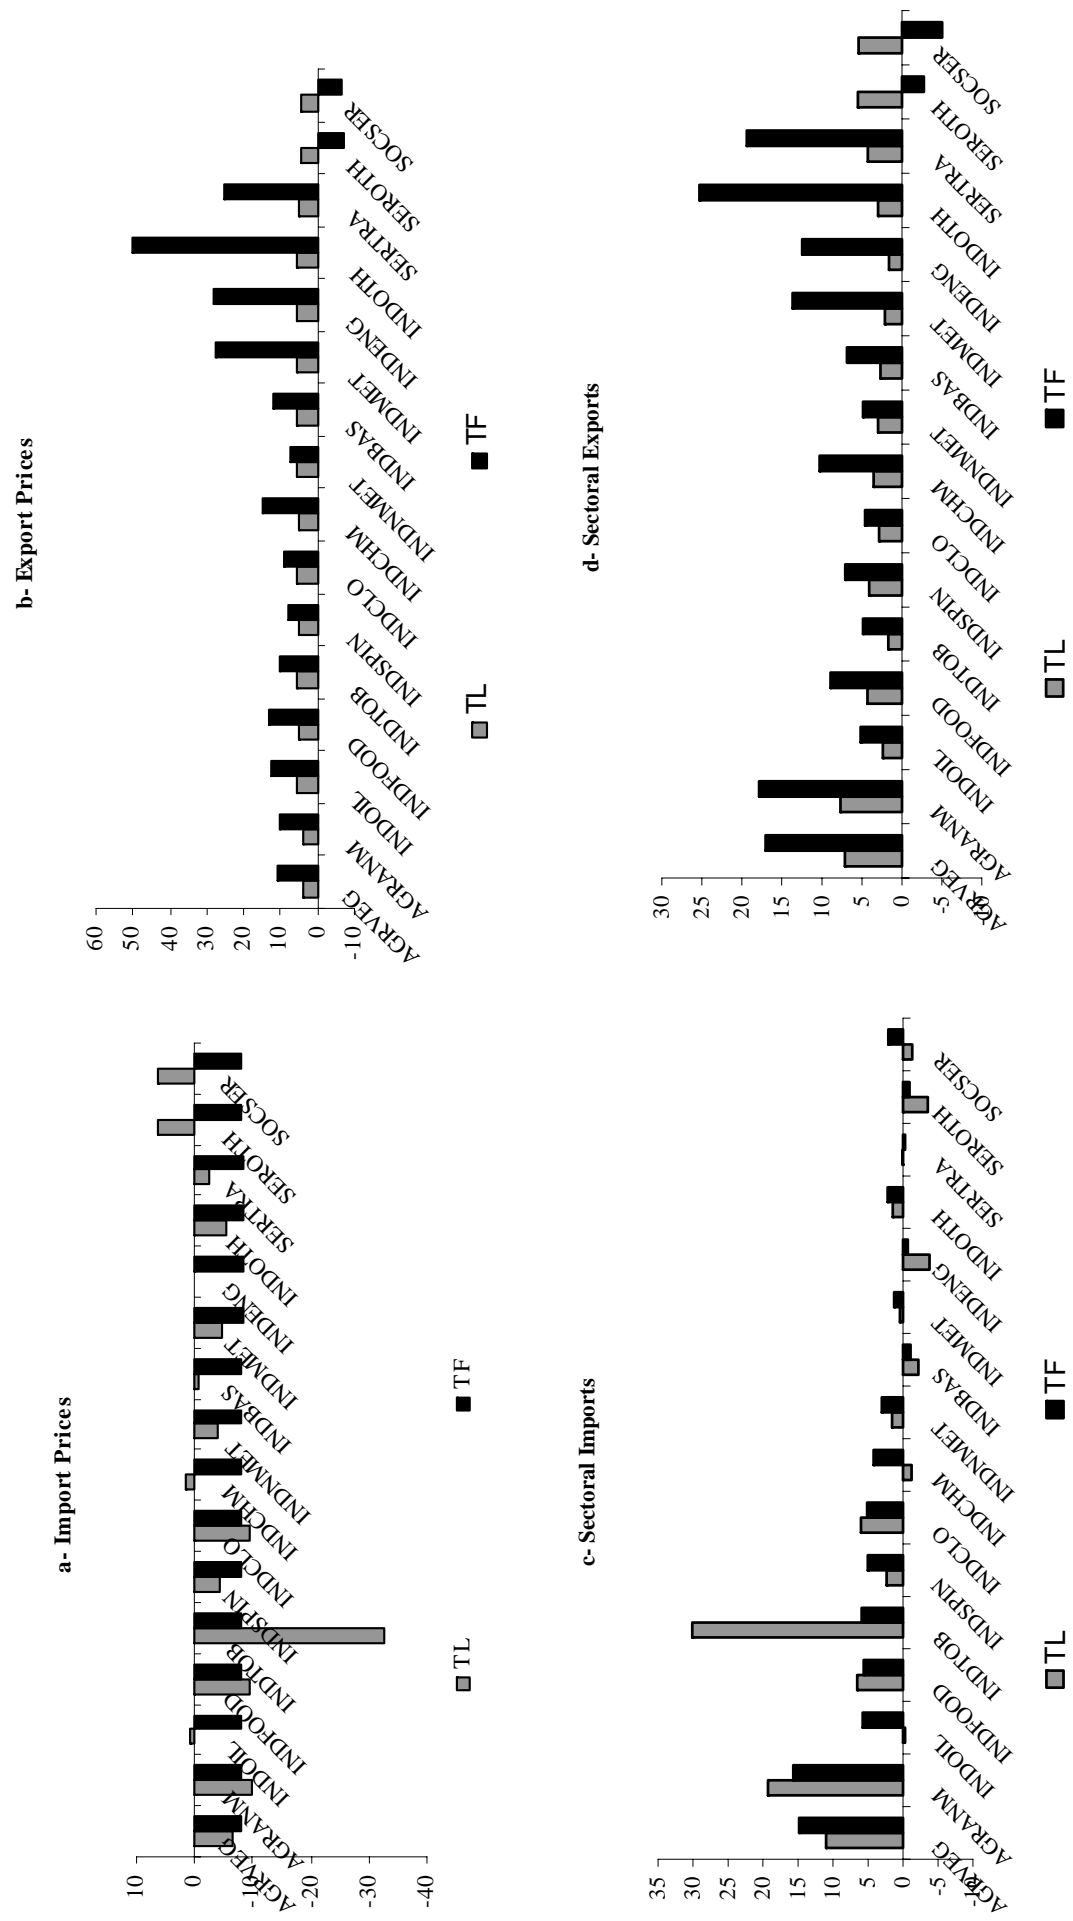 a- Import Prices
10
0
-10
-20
-30
-40
AGRVEG
AGRANM
INDOIL
INDFOOD
INDTOB
INDSPIN
INDCLO
INDCHM
INDNMET
INDBAS
INDMET
INDENG
INDOTH
SERTRA
SEROTH
SOCSER
TL
TF
b- Export Prices
60
50
40
30
20
10
0
-10
AGRVEG
AGRANM
INDOIL
INDFOOD
INDTOB
INDSPIN
INDCLO
INDCHM
INDNMET
INDBAS
INDMET
INDENG
INDOTH
SERTRA
SEROTH
SOCSER
TL
TF
c- Sectoral Imports
35
30
25
20
15
10
5
0
-5
-10
AGRVEG
AGRANM
INDOIL
INDFOOD
INDTOB
INDSPIN
INDCLO
INDCHM
INDNMET
INDBAS
INDMET
INDENG
INDOTH
SERTRA
SEROTH
SOCSER
TL
TF
d- Sectoral Exports
30
25
20
15
10
5
0
-5
-10
AGRVEG
AGRANM
INDOIL
INDFOOD
INDTOB
INDSPIN
INDCLO
INDCHM
INDNMET
INDBAS
INDMET
INDENG
INDOTH
SERTRA
SEROTH
SOCSER
TL
TF